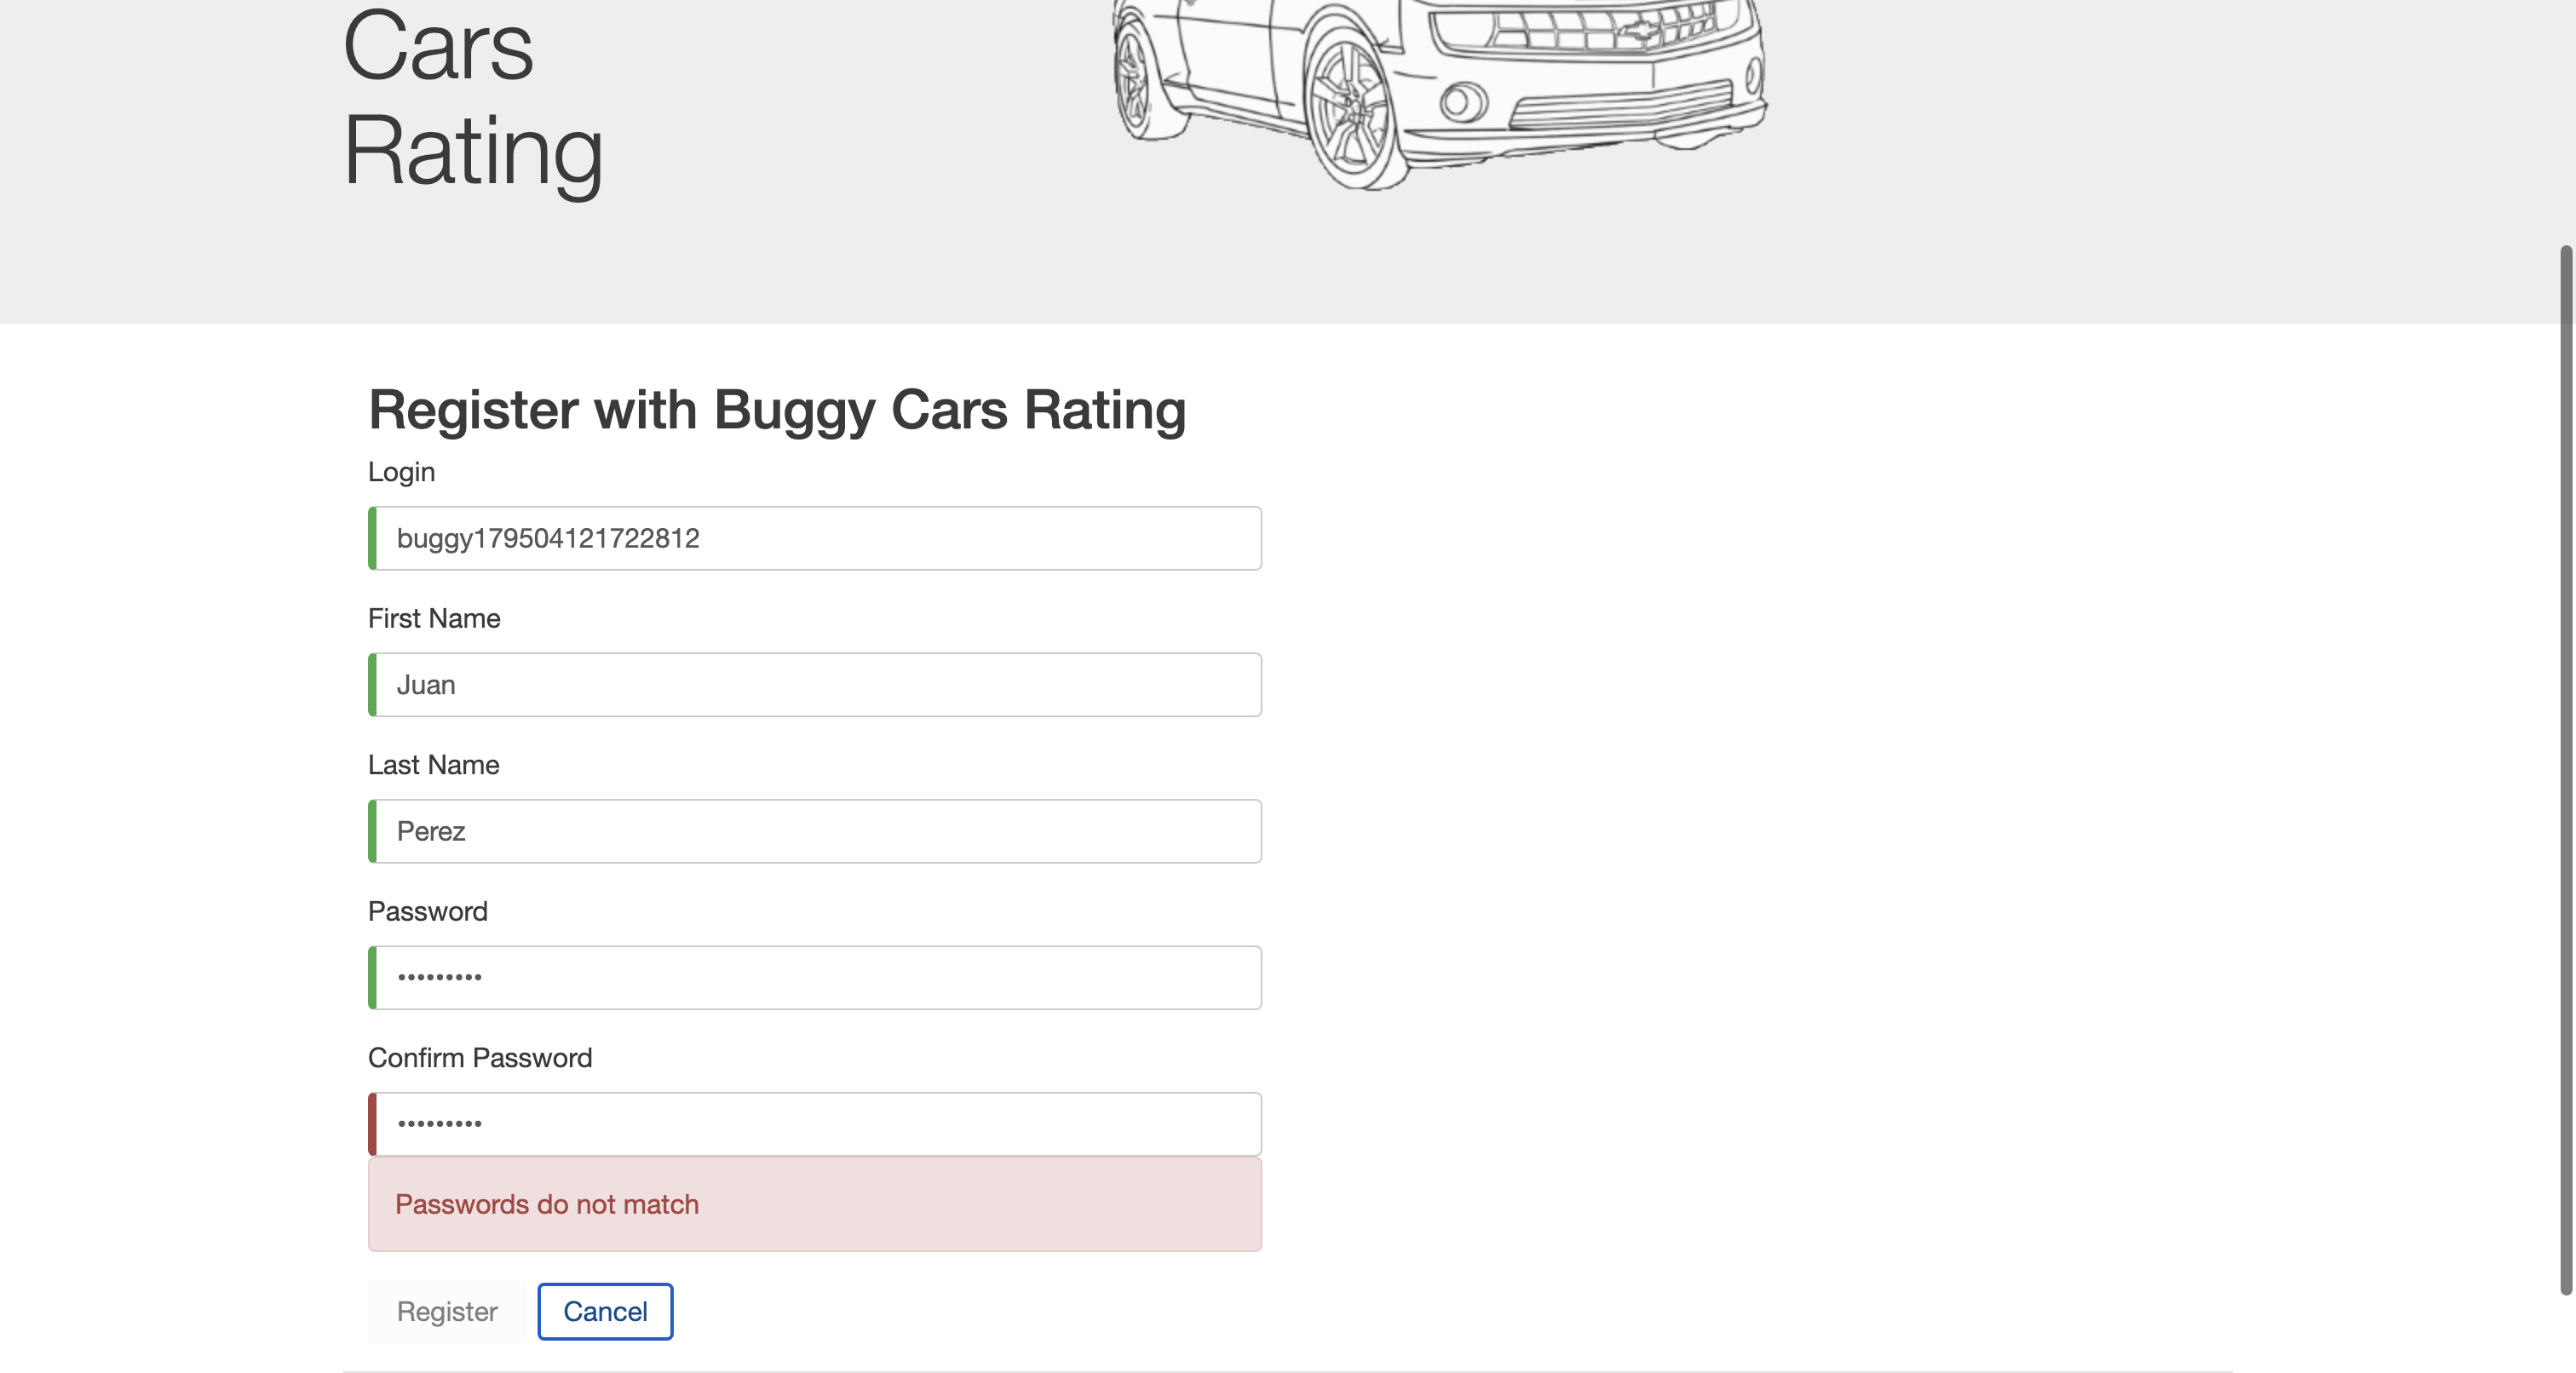 Cars
Rating
Register with Buggy Cars Rating
Login
buggy179504121722812
First Name
Juan
Last Name
Perez
Password
•••••••••
Confirm Password
•••••••••
Passwords do not match
Register
Cancel